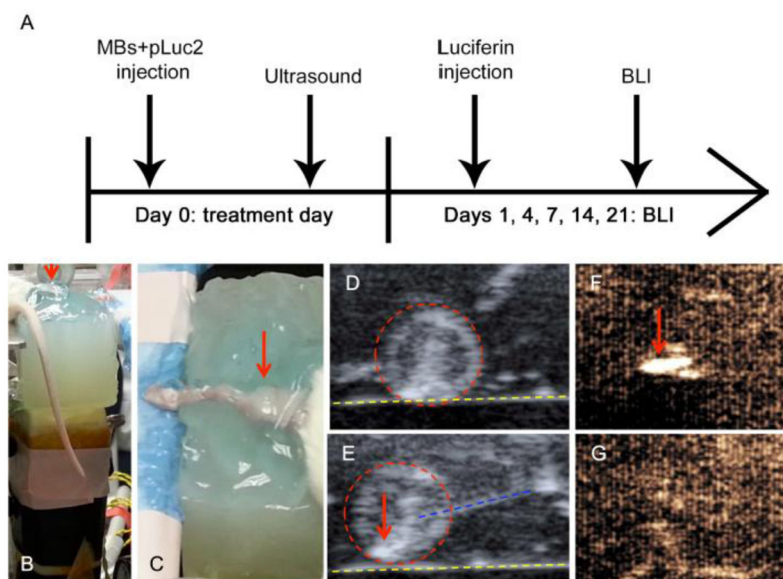 A
MBs+pLuc2
injection
Ultrasound
Luciferin
injection
BLI
Day 0: treatment day
Days 1, 4, 7, 14, 21: BLI
B
C
D
E
F
G